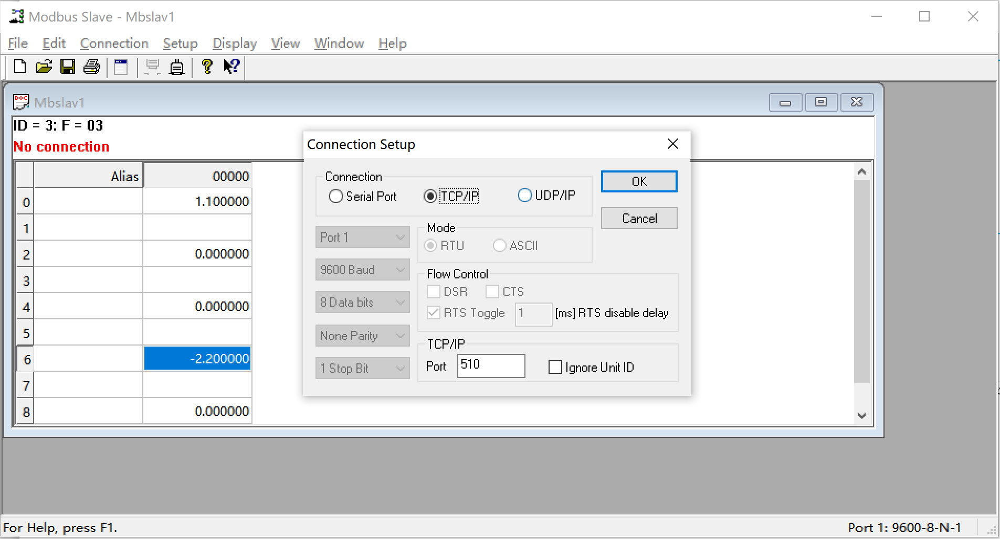 Modbus Slave - Mbslav1
File Edit Connection Setup Display View Window Help
DOC Mbslav1
ID = 3: F = 03
No connection
Alias 00000
0 1.100000
1
2 0.000000
3
4 0.000000
5
6 -2.200000
7
8 0.000000
Connection Setup
Connection
Serial Port TCP/IP UDP/IP
OK
Cancel
Port 1
9600 Baud
8 Data bits
None Parity
1 Stop Bit
Mode
RTU ASCII
Flow Control
DSR CTS
RTS Toggle 1 [ms] RTS disable delay
TCP/IP
Port 510 Ignore Unit ID
For Help, press F1.
Port 1: 9600-8-N-1